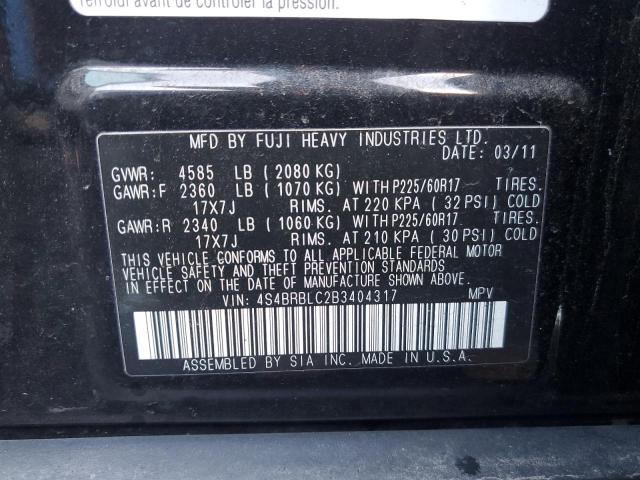 refroidi avant de contrôler la pression.
MFD BY FUJI HEAVY INDUSTRIES LTD.
DATE: 03/11
GVWR: 4585 LB ( 2080 KG)
GAWR:F 2360 LB ( 1070 KG) WITH P225/60R17 TIRES.
17X7J RIMS. AT 220 KPA ( 32 PSI) COLD
GAWR:R 2340 LB ( 1060 KG) WITH P225/60R17 TIRES.
17X7J RIMS. AT 210 KPA ( 30 PSI) COLD
THIS VEHICLE CONFORMS TO ALL APPLICABLE FEDERAL MOTOR
VEHICLE SAFETY AND THEFT PREVENTION STANDARDS
IN EFFECT ON THE DATE OF MANUFACTURE SHOWN ABOVE.
VIN: 4S4BRBLC2B3404317 MPV
ASSEMBLED BY SIA INC. MADE IN U.S.A.